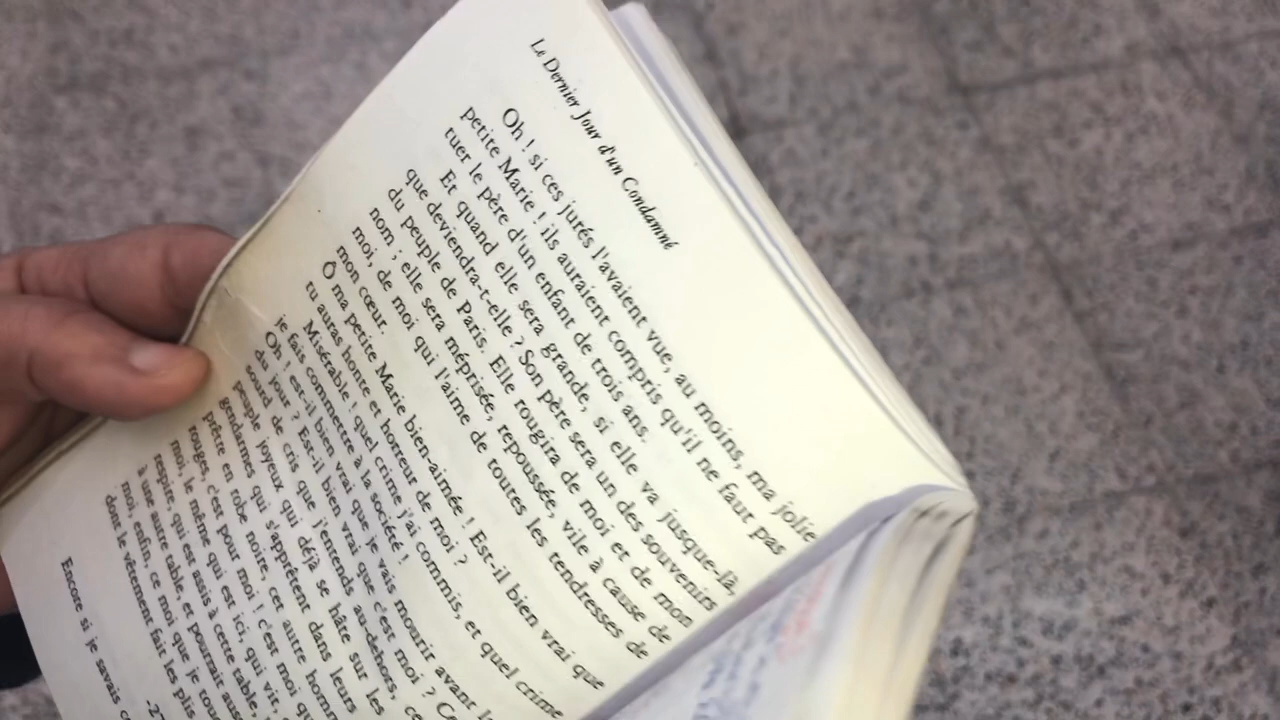 Le Dernier Jour d'un Condamné
Oh ! si ces jurés l'avaient vue, au moins, ma jolie
petite Marie ! ils auraient compris qu'il ne faut pas
tuer le père d'un enfant de trois ans.
Et quand elle sera grande, si elle va jusque-là,
que deviendra-t-elle ? Son père sera un des souvenirs
du peuple de Paris. Elle rougira de moi et de mon
nom ; elle sera méprisée, repoussée, vile à cause de
moi, de moi qui l'aime de toutes les tendresses de
mon cœur.
Ô ma petite Marie bien-aimée ! Est-il bien vrai que
tu auras honte et horreur de moi ?
Misérable ! quel crime j'ai commis, et quel crime
je fais commettre à la société !
Oh ! est-il bien vrai que je vais mourir avant
du jour ? Est-il bien vrai que c'est moi ?
sourd de cris que j'entends au-dehors,
peuple joyeux qui déjà se hâte sur les
gendarmes qui s'apprêtent dans leurs
prêtre en robe noire, cet autre
rouges, c'est pour moi ! c'est moi
moi, le même qui est ici, qui vit,
respire, qui est assis à cette table,
à une autre table, et pourrait
moi, enfin, ce moi que je
dont le vêtement fait les plis
Encore si je savais